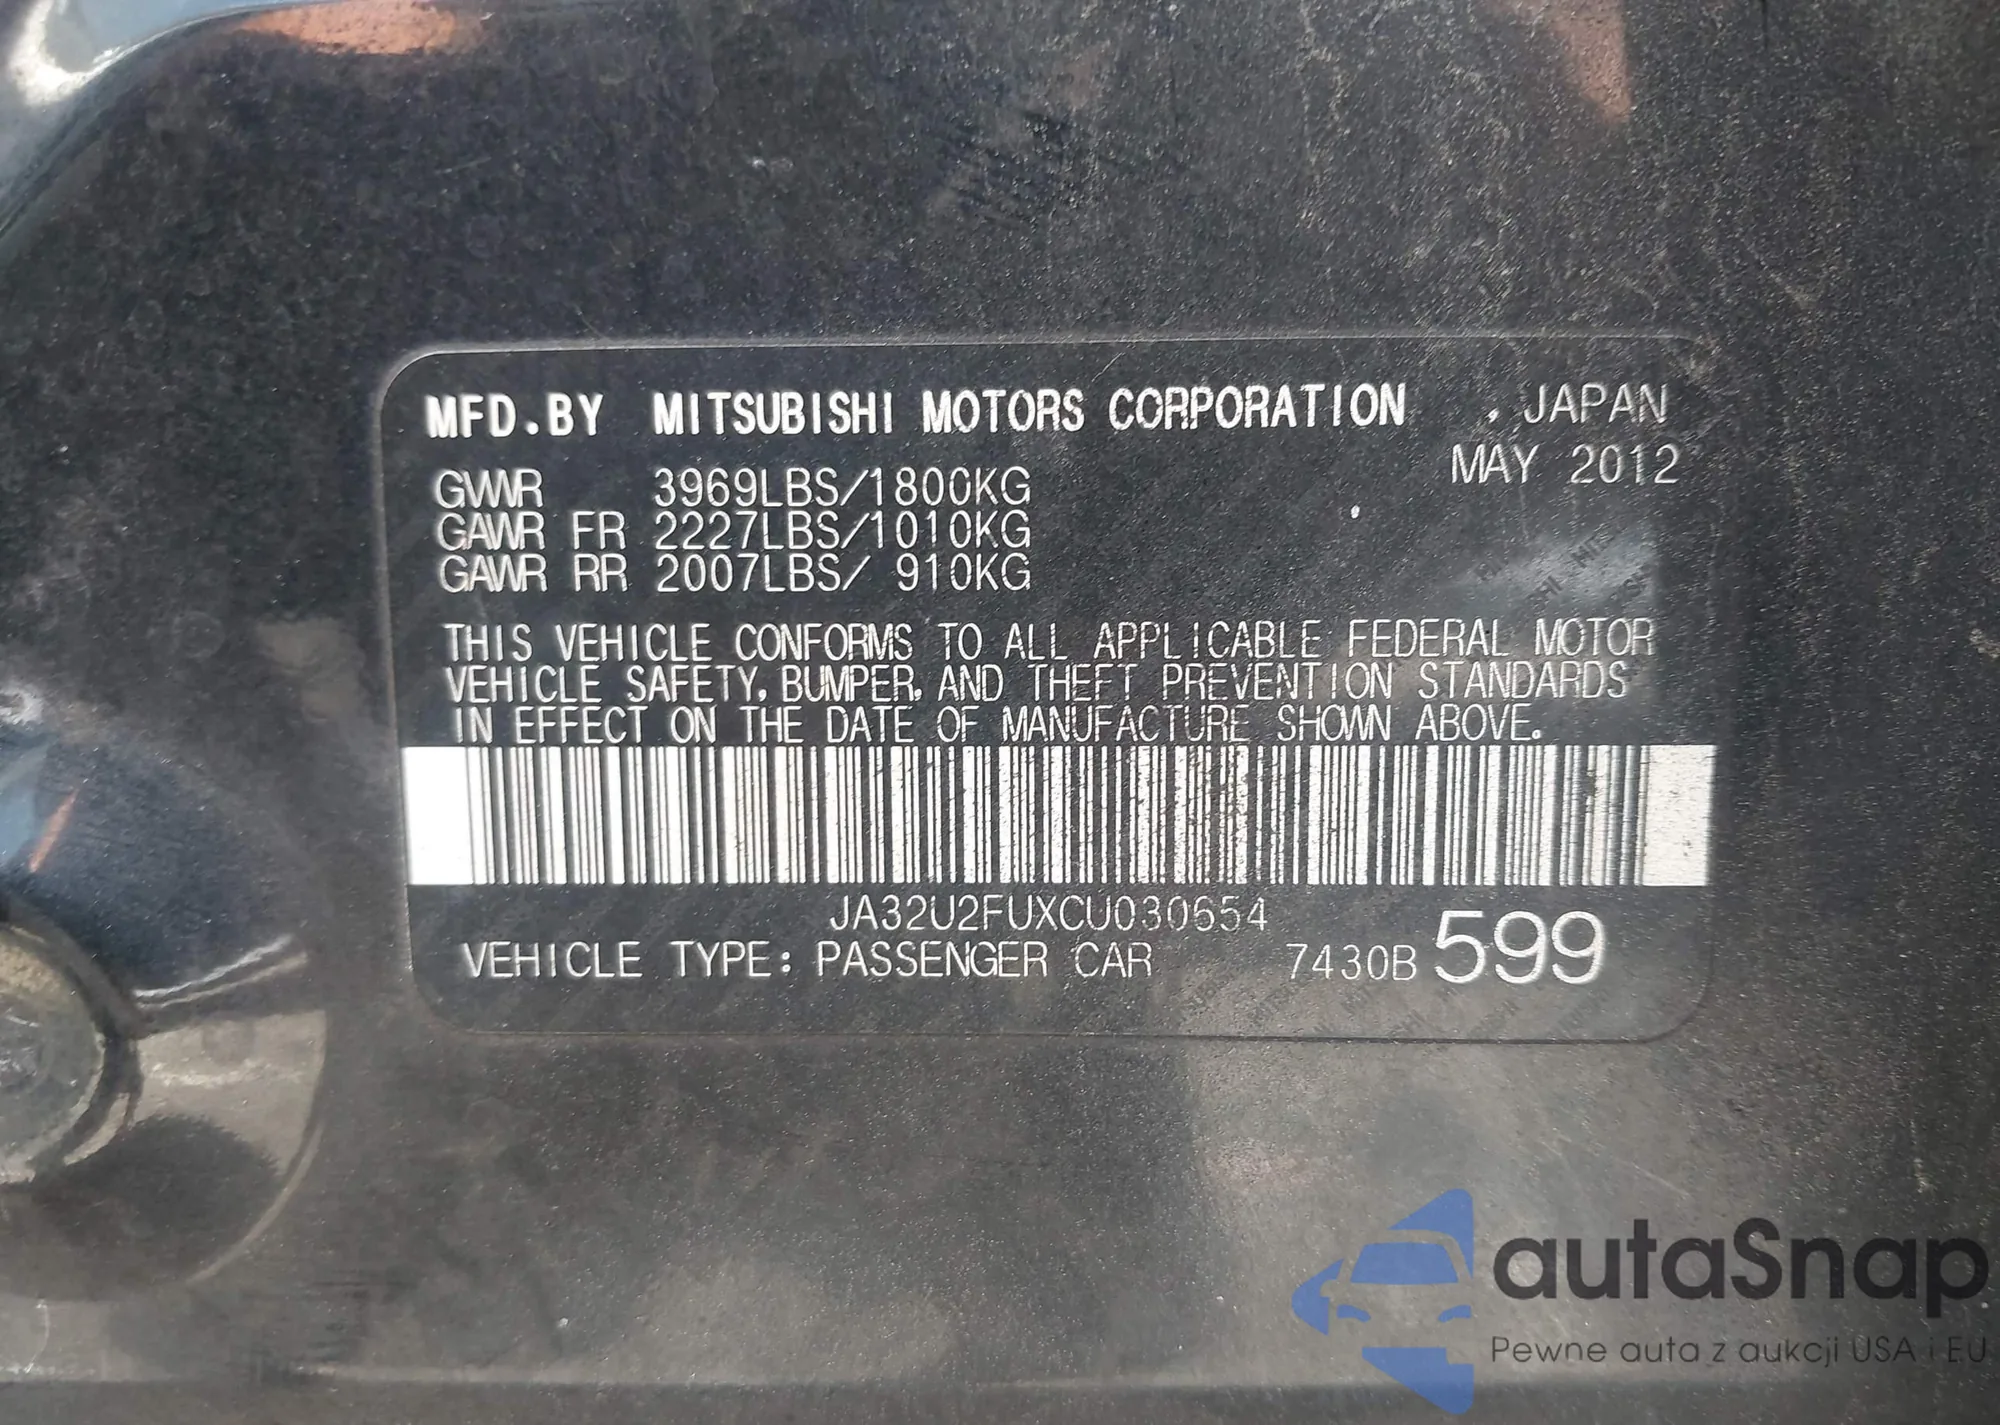 MFD.BY MITSUBISHI MOTORS CORPORATION , JAPAN
MAY 2012
GVWR 3969LBS/1800KG
GAWR FR 2227LBS/1010KG
GAWR RR 2007LBS/ 910KG
THIS VEHICLE CONFORMS TO ALL APPLICABLE FEDERAL MOTOR
VEHICLE SAFETY, BUMPER, AND THEFT PREVENTION STANDARDS
IN EFFECT ON THE DATE OF MANUFACTURE SHOWN ABOVE.
JA32U2FUXCU030654
VEHICLE TYPE: PASSENGER CAR 7430B 599
autaSnap
Pewne auta z aukcji USA i EU